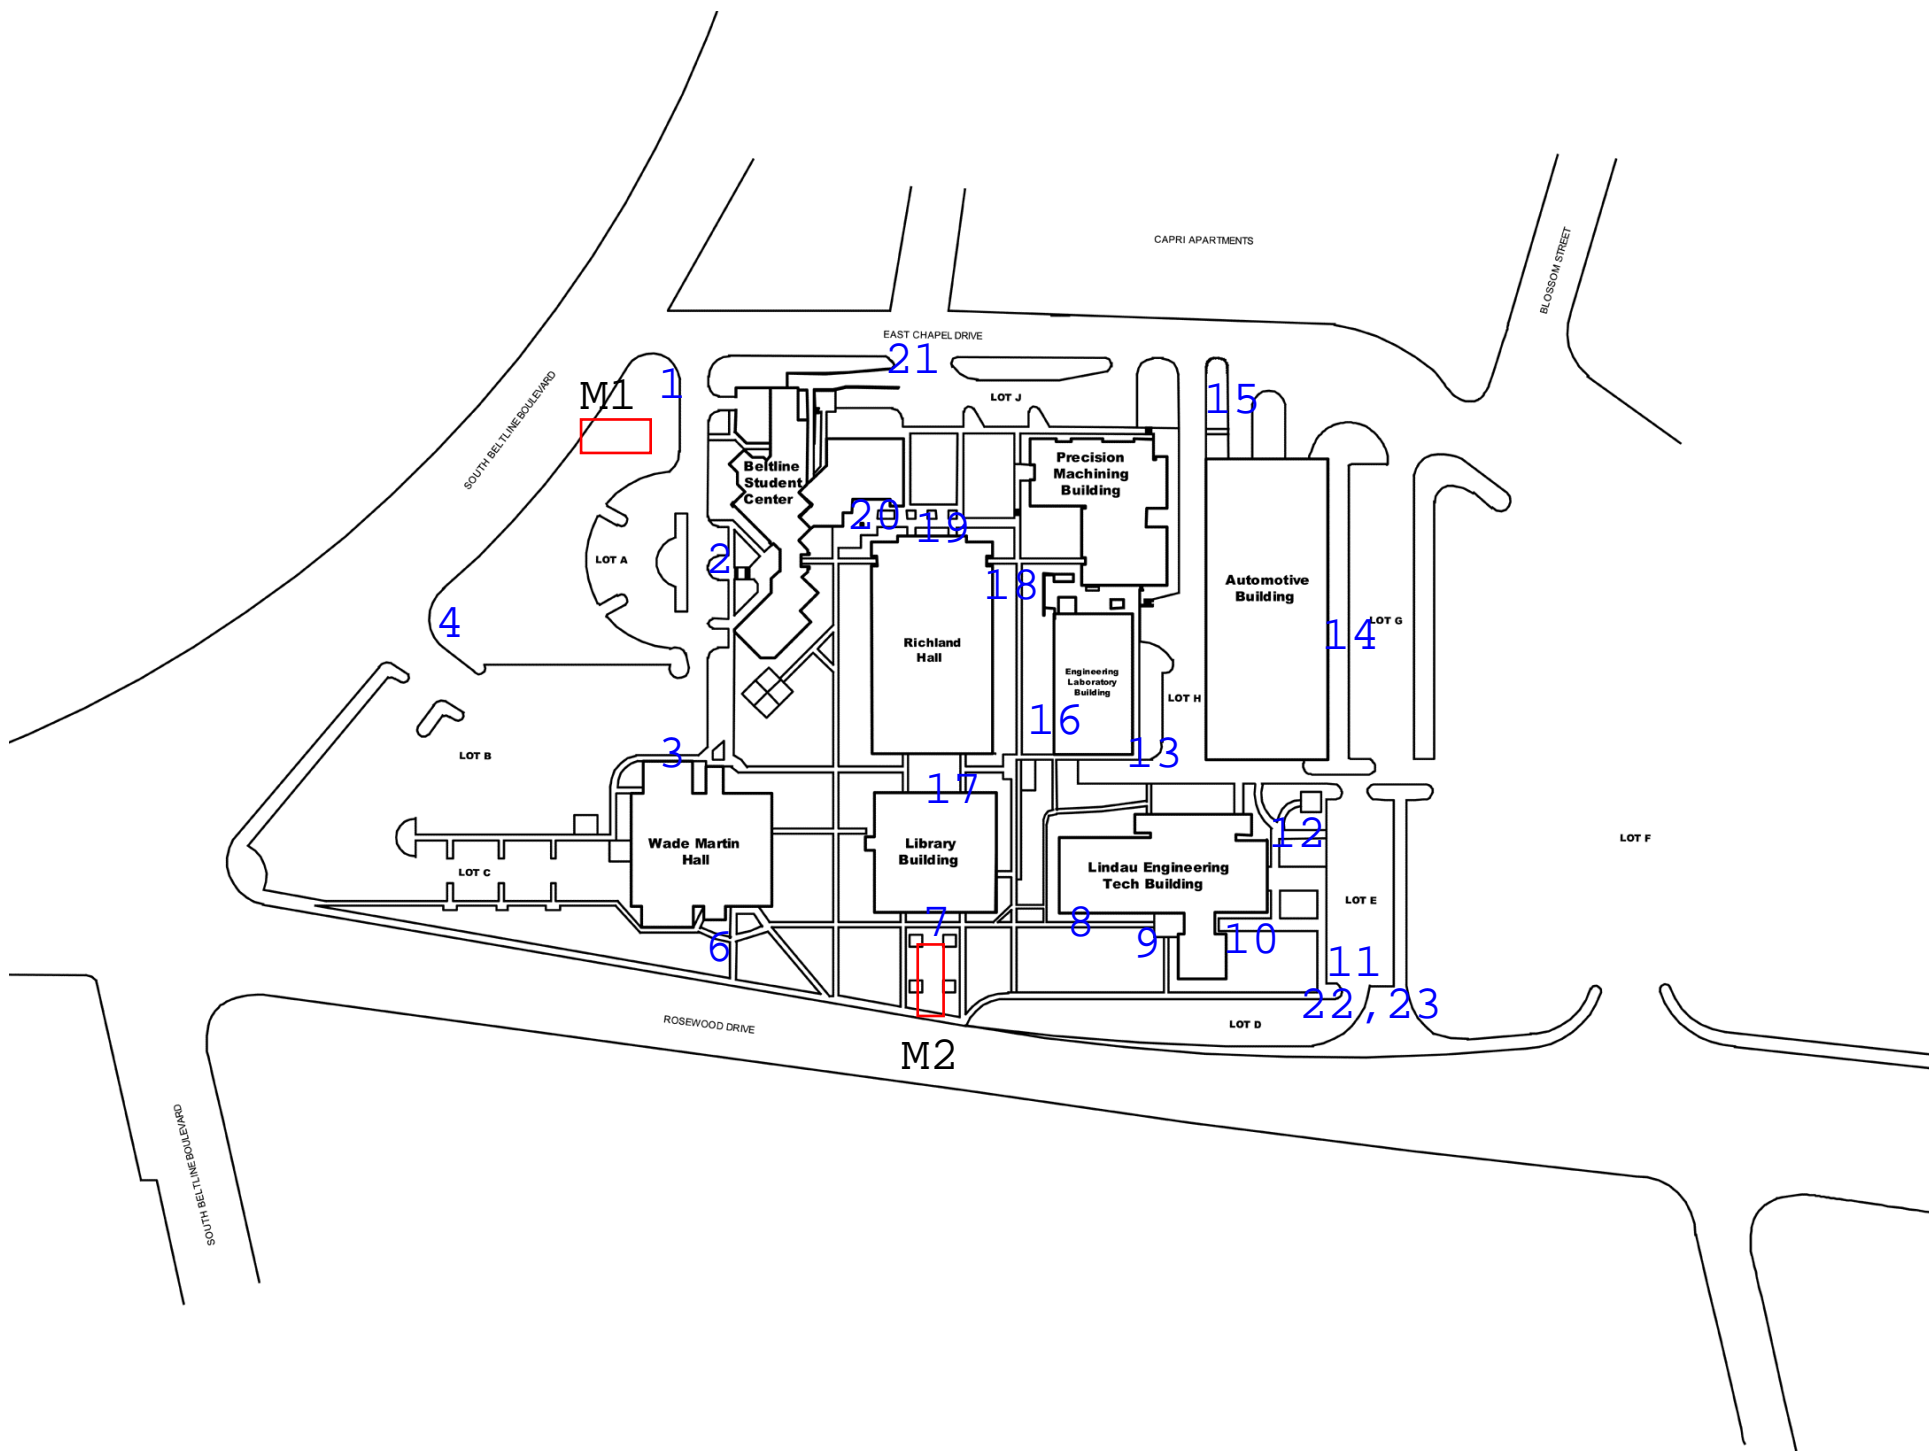 CAPRI APARTMENTS
BLOSSOM STREET
EAST CHAPEL DRIVE
21
1
M1
SOUTH BELTLINE BOULEVARD
LOT J
15
Beltline
Student
Center
Precision
Machining
Building
20
19
2
LOT A
18
Automotive
Building
4
14
LOT G
Richland
Hall
Engineering
Laboratory
Building
LOT H
16
3
13
LOT B
17
12
LOT F
Wade Martin
Hall
Library
Building
LOT C
Lindau Engineering
Tech Building
LOT E
6
7
8
9
10
11
22,23
LOT D
ROSEWOOD DRIVE
M2
SOUTH BELTLINE BOULEVARD